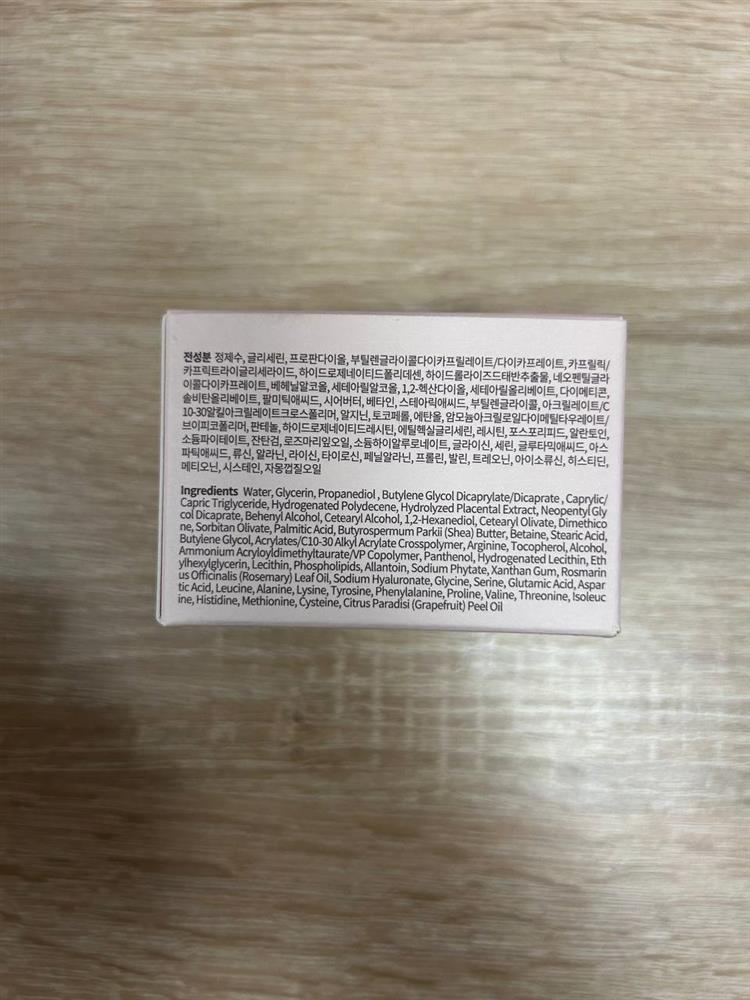 전성분 정제수, 글리세린, 프로판다이올, 부틸렌글라이콜다이카프릴레이트/다이카프레이트, 카프릴릭/
카프릭트라이글리세라이드, 하이드로제네이티드폴리데센, 하이드롤라이즈드태반추출물, 네오펜틸글라
이콜다이카프레이트, 베헤닐알코올, 세테아릴알코올, 1,2-헥산다이올, 세테아릴올리베이트, 다이메티콘,
솔비탄올리베이트, 팔미틱애씨드, 시어버터, 베타인, 스테아릭애씨드, 부틸렌글라이콜, 아크릴레이트/C
10-30알킬아크릴레이트크로스폴리머, 알지닌, 토코페롤, 에탄올, 암모늄아크릴로일다이메틸타우레이트/
브이피코폴리머, 판테놀, 하이드로제네이티드레시틴, 에틸헥실글리세린, 레시틴, 포스포리피드, 알란토인,
소듐파이테이트, 잔탄검, 로즈마리잎오일, 소듐하이알루로네이트, 글라이신, 세린, 글루타믹애씨드, 아스
파틱애씨드, 류신, 알라닌, 라이신, 타이로신, 페닐알라닌, 프롤린, 발린, 트레오닌, 아이소류신, 히스티딘,
메티오닌, 시스테인, 자몽껍질오일
Ingredients Water, Glycerin, Propanediol , Butylene Glycol Dicaprylate/Dicaprate , Caprylic/
Capric Triglyceride, Hydrogenated Polydecene, Hydrolyzed Placental Extract, Neopentyl Gly
col Dicaprate, Behenyl Alcohol, Cetearyl Alcohol, 1,2-Hexanediol, Cetearyl Olivate, Dimethico
ne, Sorbitan Olivate, Palmitic Acid, Butyrospermum Parkii (Shea) Butter, Betaine, Stearic Acid,
Butylene Glycol, Acrylates/C10-30 Alkyl Acrylate Crosspolymer, Arginine, Tocopherol, Alcohol,
Ammonium Acryloyldimethyltaurate/VP Copolymer, Panthenol, Hydrogenated Lecithin, Eth
ylhexylglycerin, Lecithin, Phospholipids, Allantoin, Sodium Phytate, Xanthan Gum, Rosmarin
us Officinalis (Rosemary) Leaf Oil, Sodium Hyaluronate, Glycine, Serine, Glutamic Acid, Aspar
tic Acid, Leucine, Alanine, Lysine, Tyrosine, Phenylalanine, Proline, Valine, Threonine, Isoleuc
ine, Histidine, Methionine, Cysteine, Citrus Paradisi (Grapefruit) Peel Oil